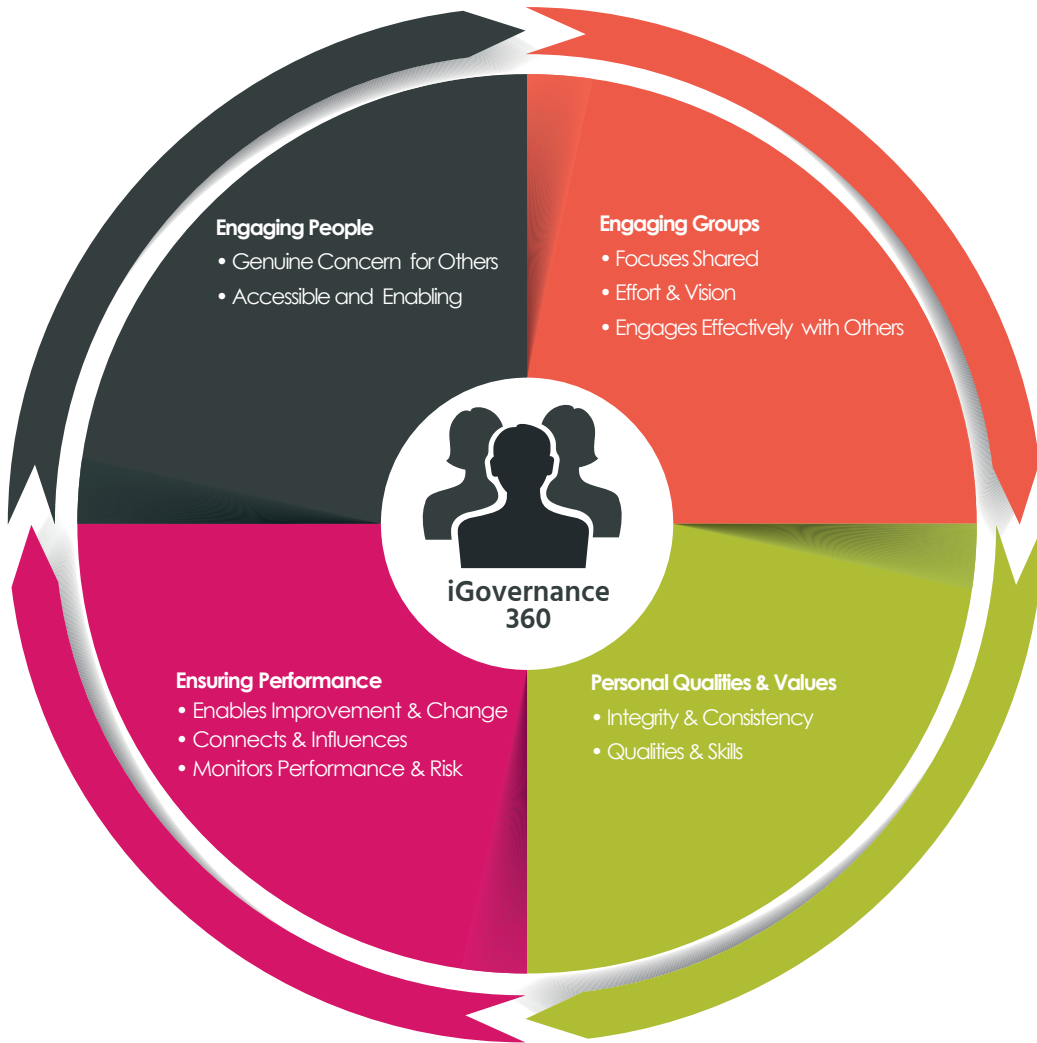 Engaging People
• Genuine Concern for Others
• Accessible and Enabling
Engaging Groups
• Focuses Shared
• Effort & Vision
• Engages Effectively with Others
iGovernance
360
Ensuring Performance
• Enables Improvement & Change
• Connects & Influences
• Monitors Performance & Risk
Personal Qualities & Values
• Integrity & Consistency
• Qualities & Skills